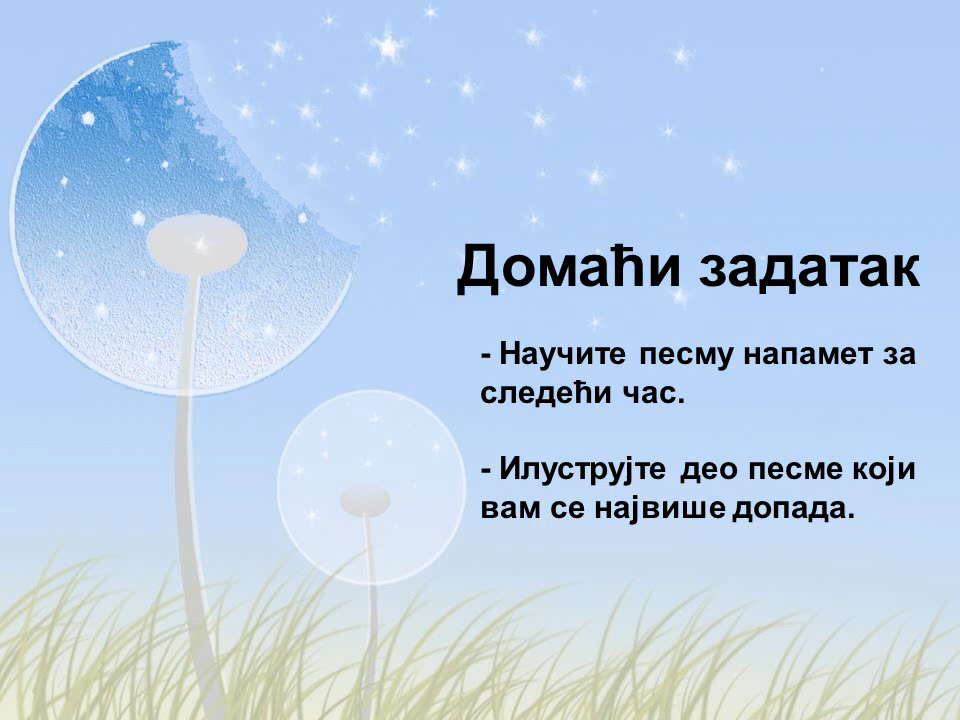 Домаћи задатак
- Научите песму напамет за
следећи час.
- Илуструјте део песме који
вам се највише допада.